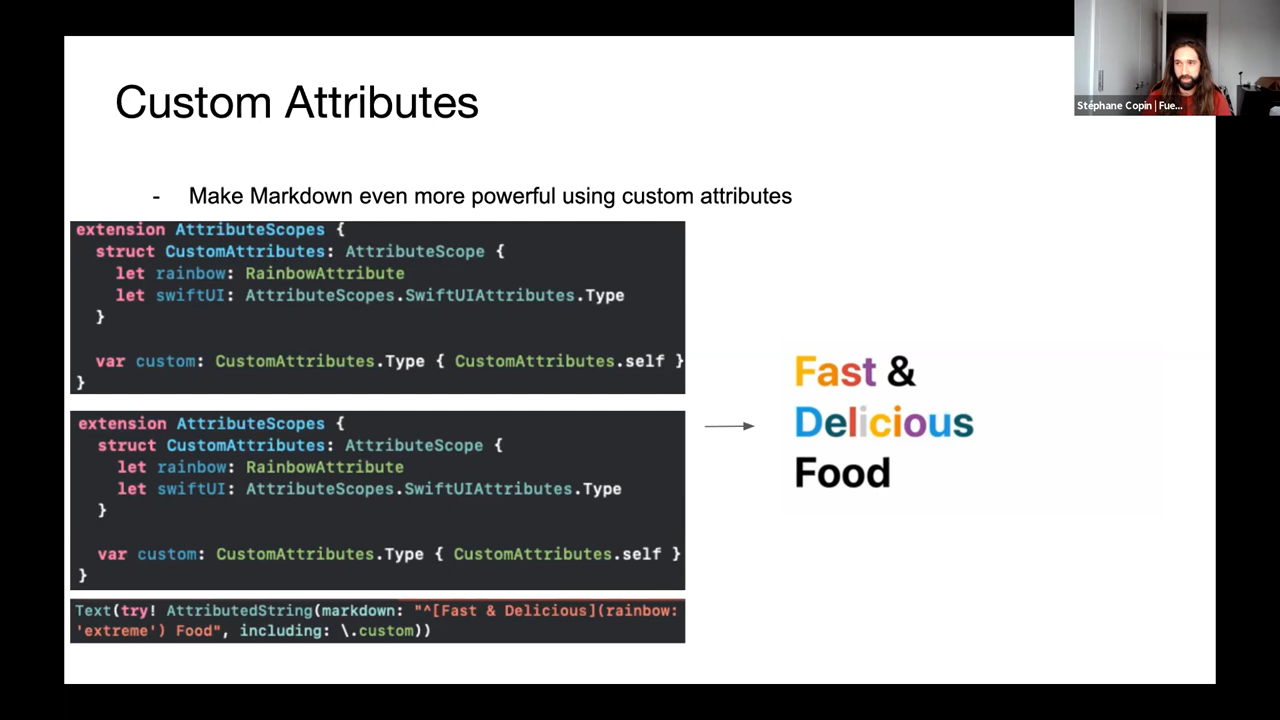 Custom Attributes
- Make Markdown even more powerful using custom attributes
extension AttributeScopes {
struct CustomAttributes: AttributeScope {
let rainbow: RainbowAttribute
let swiftUI: AttributeScopes.SwiftUIAttributes.Type
}
var custom: CustomAttributes.Type { CustomAttributes.self }
}
extension AttributeScopes {
struct CustomAttributes: AttributeScope {
let rainbow: RainbowAttribute
let swiftUI: AttributeScopes.SwiftUIAttributes.Type
}
var custom: CustomAttributes.Type { CustomAttributes.self }
}
Text(try! AttributedString(markdown: "^[Fast & Delicious](rainbow:
'extreme') Food", including: \.custom))
Fast &
Delicious
Food
Stéphane Copin | Fue...